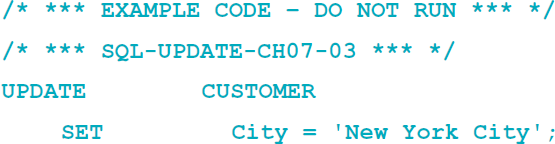 /* *** EXAMPLE CODE – DO NOT RUN *** */
/* *** SQL-UPDATE-CH07-03 *** */
UPDATE CUSTOMER
SET City = 'New York City';